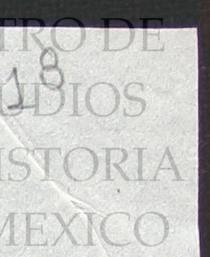 TRO DE
18
UDIOS
ISTORIA
MEXICO